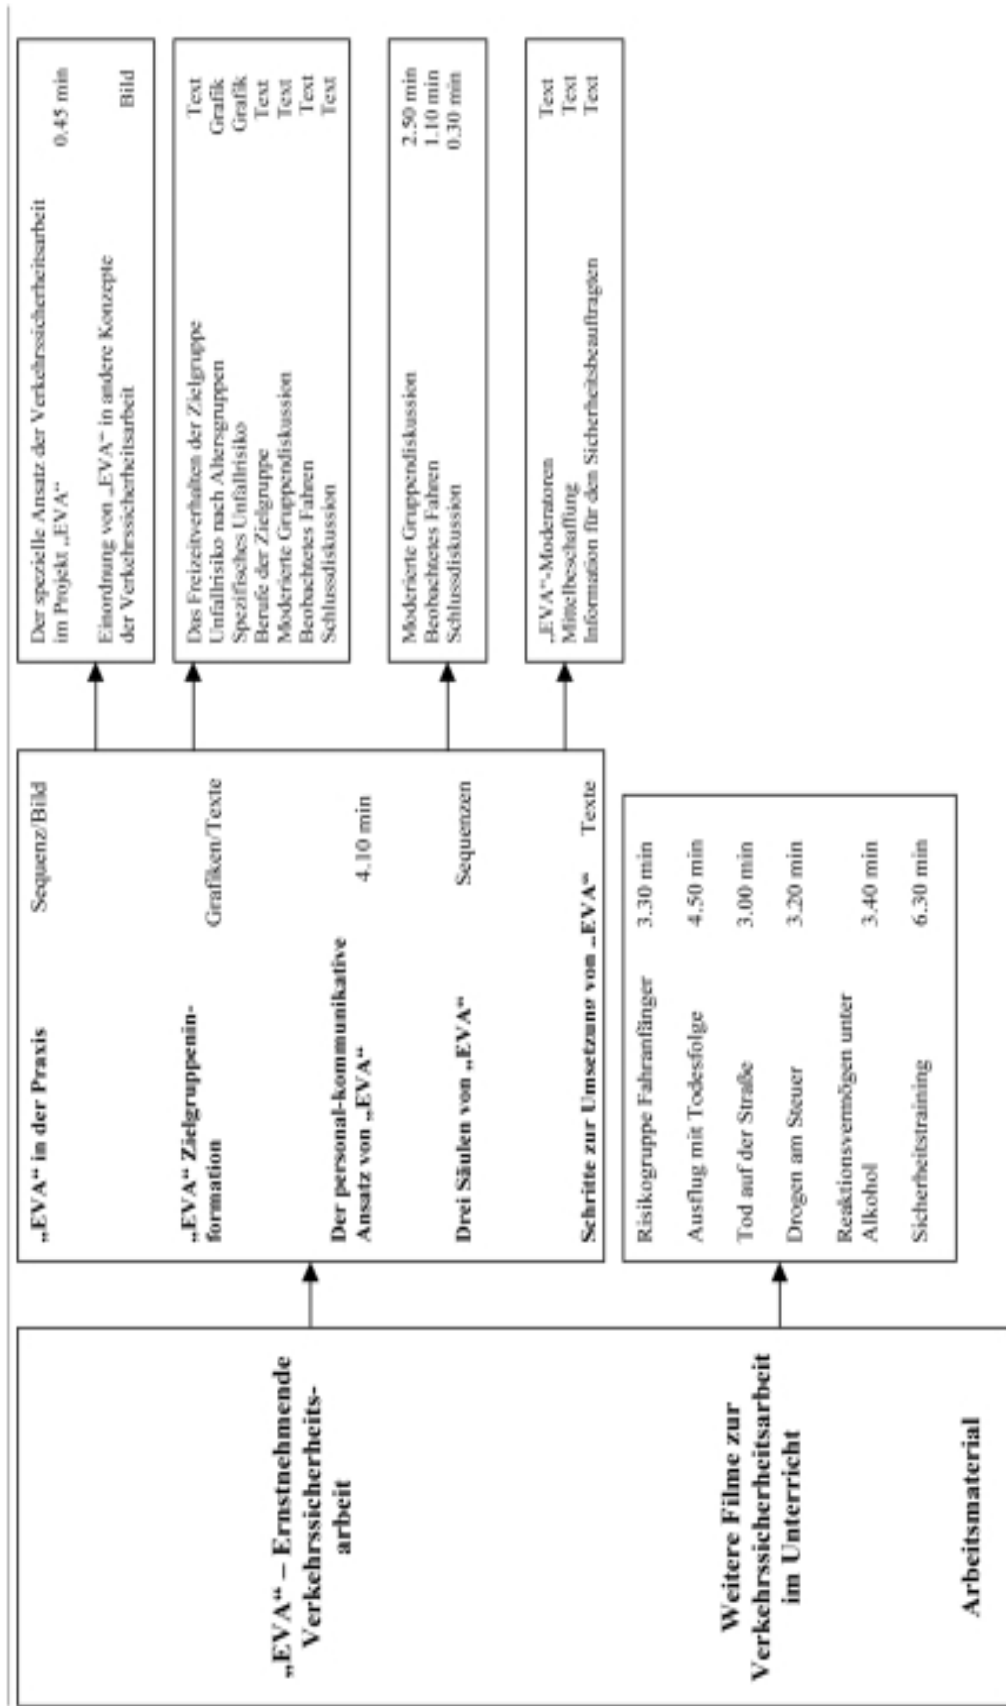 „EVA“ – Ernstnehmende
Verkehrssicherheits-
arbeit
Weitere Filme zur
Verkehrssicherheitsarbeit
im Unterricht
Arbeitsmaterial
„EVA“ in der Praxis Sequenz/Bild
„EVA“ Zielgruppenin-
formation Grafiken/Texte
Der personal-kommunikative
Ansatz von „EVA“ 4.10 min
Drei Säulen von „EVA“ Sequenzen
Schritte zur Umsetzung von „EVA“ Texte
Risikogruppe Fahranfänger 3.30 min
Ausflug mit Todesfolge 4.50 min
Tod auf der Straße 3.00 min
Drogen am Steuer 3.20 min
Reaktionsvermögen unter
Alkohol 3.40 min
Sicherheitstraining 6.30 min
Der spezielle Ansatz der Verkehrssicherheitsarbeit
im Projekt „EVA“ 0.45 min
Einordnung von „EVA“ in andere Konzepte
der Verkehrssicherheitsarbeit Bild
Das Freizeitverhalten der Zielgruppe Text
Unfallrisiko nach Altersgruppen Grafik
Spezifisches Unfallrisiko Grafik
Berufe der Zielgruppe Text
Moderierte Gruppendiskussion Text
Beobachtetes Fahren Text
Schlussdiskussion Text
Moderierte Gruppendiskussion 2.50 min
Beobachtetes Fahren 1.10 min
Schlussdiskussion 0.30 min
„EVA“-Moderatoren Text
Mittelbeschaffung Text
Information für den Sicherheitsbeauftragten Text